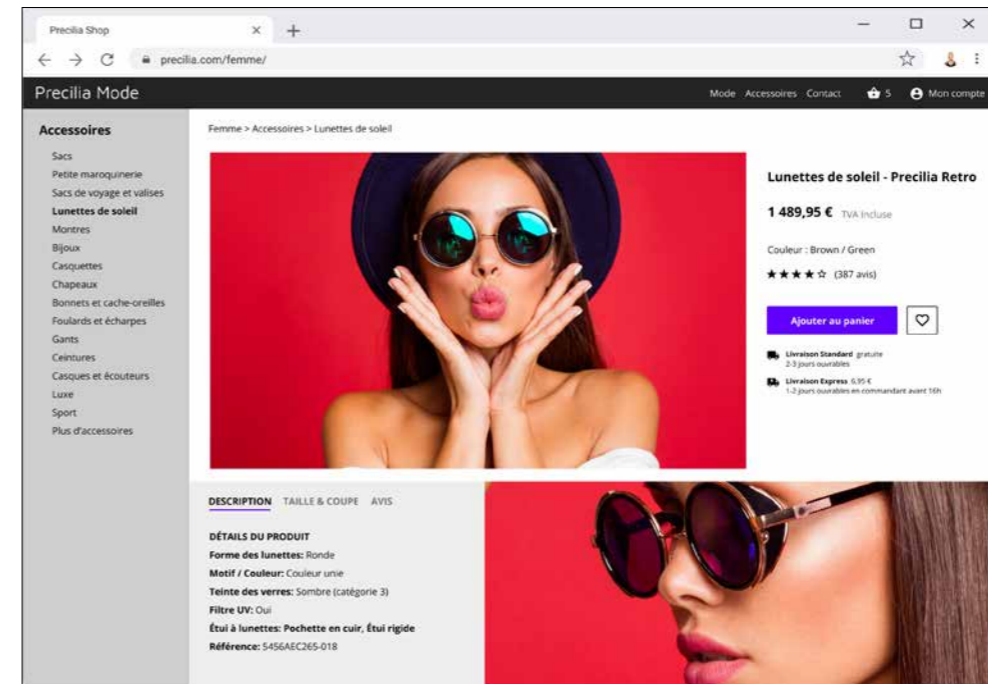 Precilia Shop
precilia.com/femme/
Precilia Mode
Mode Accessoires Contact 5 Mon compte
Accessoires
Sacs
Petite maroquinerie
Sacs de voyage et valises
Lunettes de soleil
Montres
Bijoux
Casquettes
Chapeaux
Bonnets et cache-oreilles
Foulards et écharpes
Gants
Ceintures
Casques et écouteurs
Luxe
Sport
Plus d'accessoires
Femme > Accessoires > Lunettes de soleil
Lunettes de soleil - Precilia Retro
1 489,95 € TVA Incluse
Couleur : Brown / Green
(387 avis)
Ajouter au panier
Livraison Standard gratuite
2-3 jours ouvrables
Livraison Express 6,95 €
1-2 jours ouvrables en commandant avant 16h
DESCRIPTION TAILLE & COUPE AVIS
DÉTAILS DU PRODUIT
Forme des lunettes: Ronde
Motif / Couleur: Couleur unie
Teinte des verres: Sombre (catégorie 3)
Filtre UV: Oui
Étui à lunettes: Pochette en cuir, Étui rigide
Référence: 5456AEC265-018